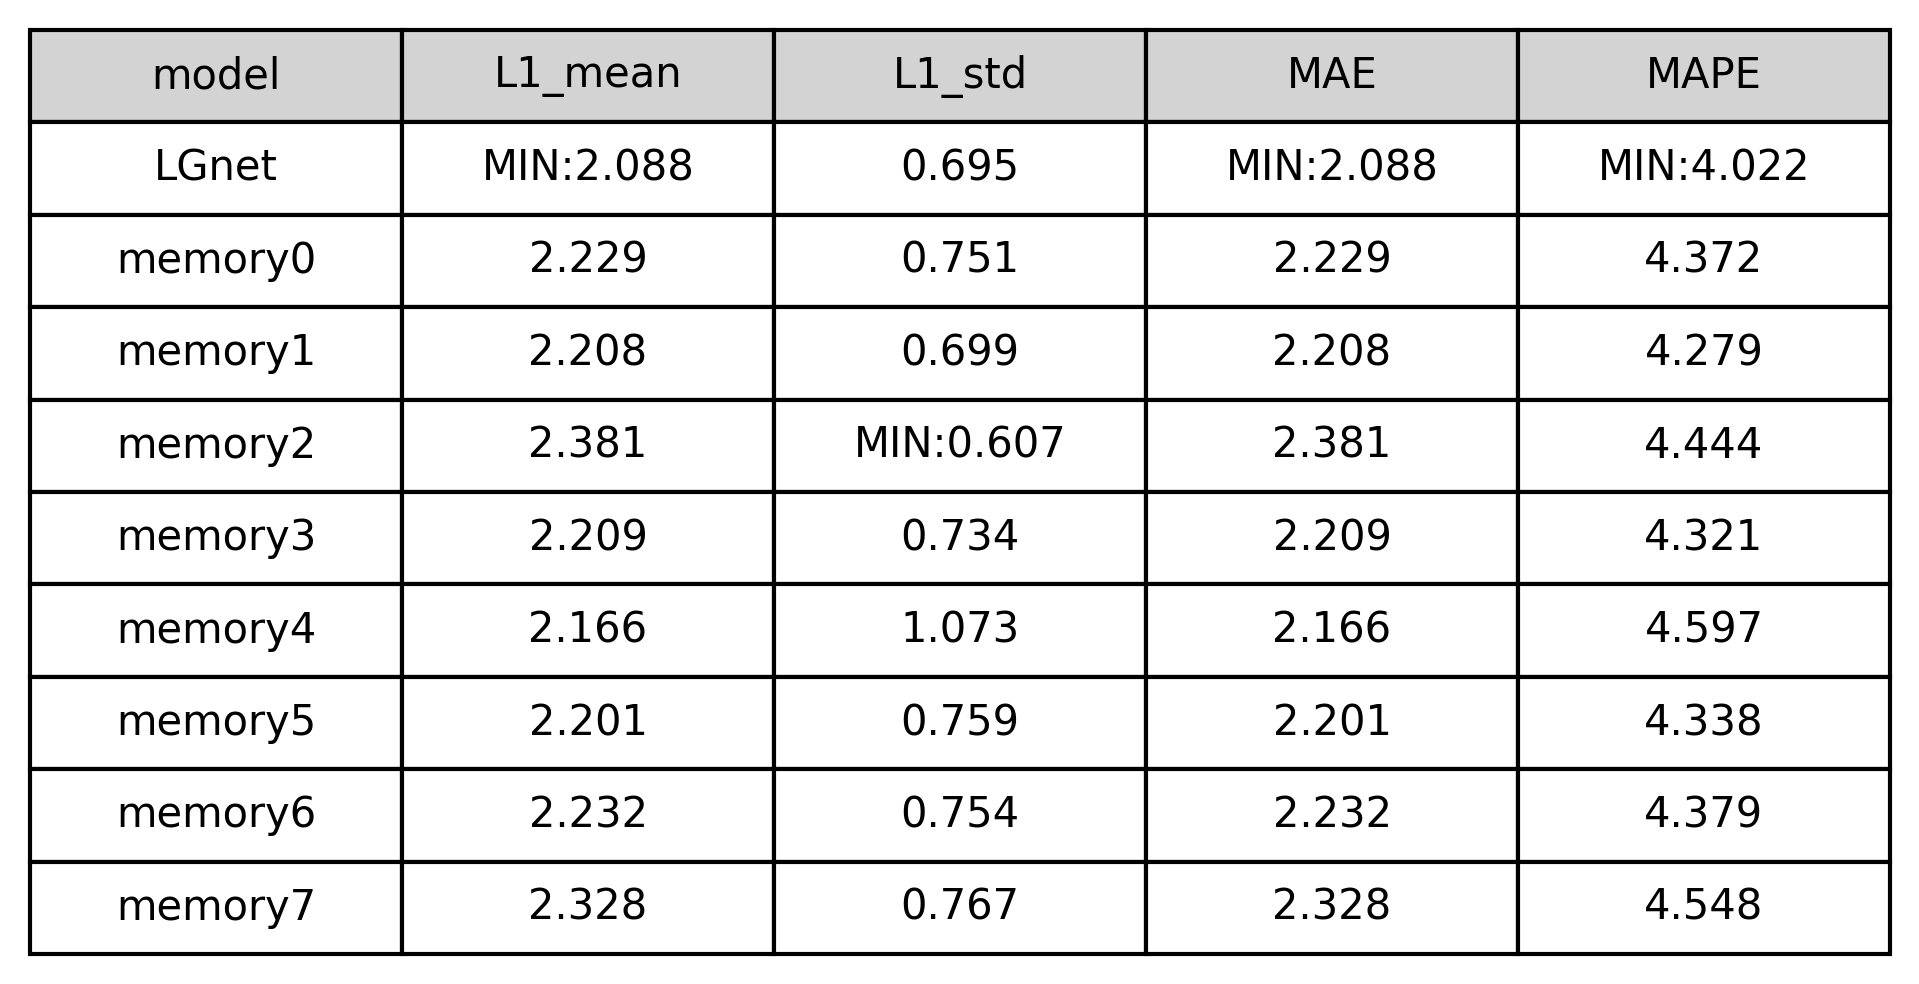 model L1_mean L1_std MAE MAPE
LGnet MIN:2.088 0.695 MIN:2.088 MIN:4.022
memory0 2.229 0.751 2.229 4.372
memory1 2.208 0.699 2.208 4.279
memory2 2.381 MIN:0.607 2.381 4.444
memory3 2.209 0.734 2.209 4.321
memory4 2.166 1.073 2.166 4.597
memory5 2.201 0.759 2.201 4.338
memory6 2.232 0.754 2.232 4.379
memory7 2.328 0.767 2.328 4.548